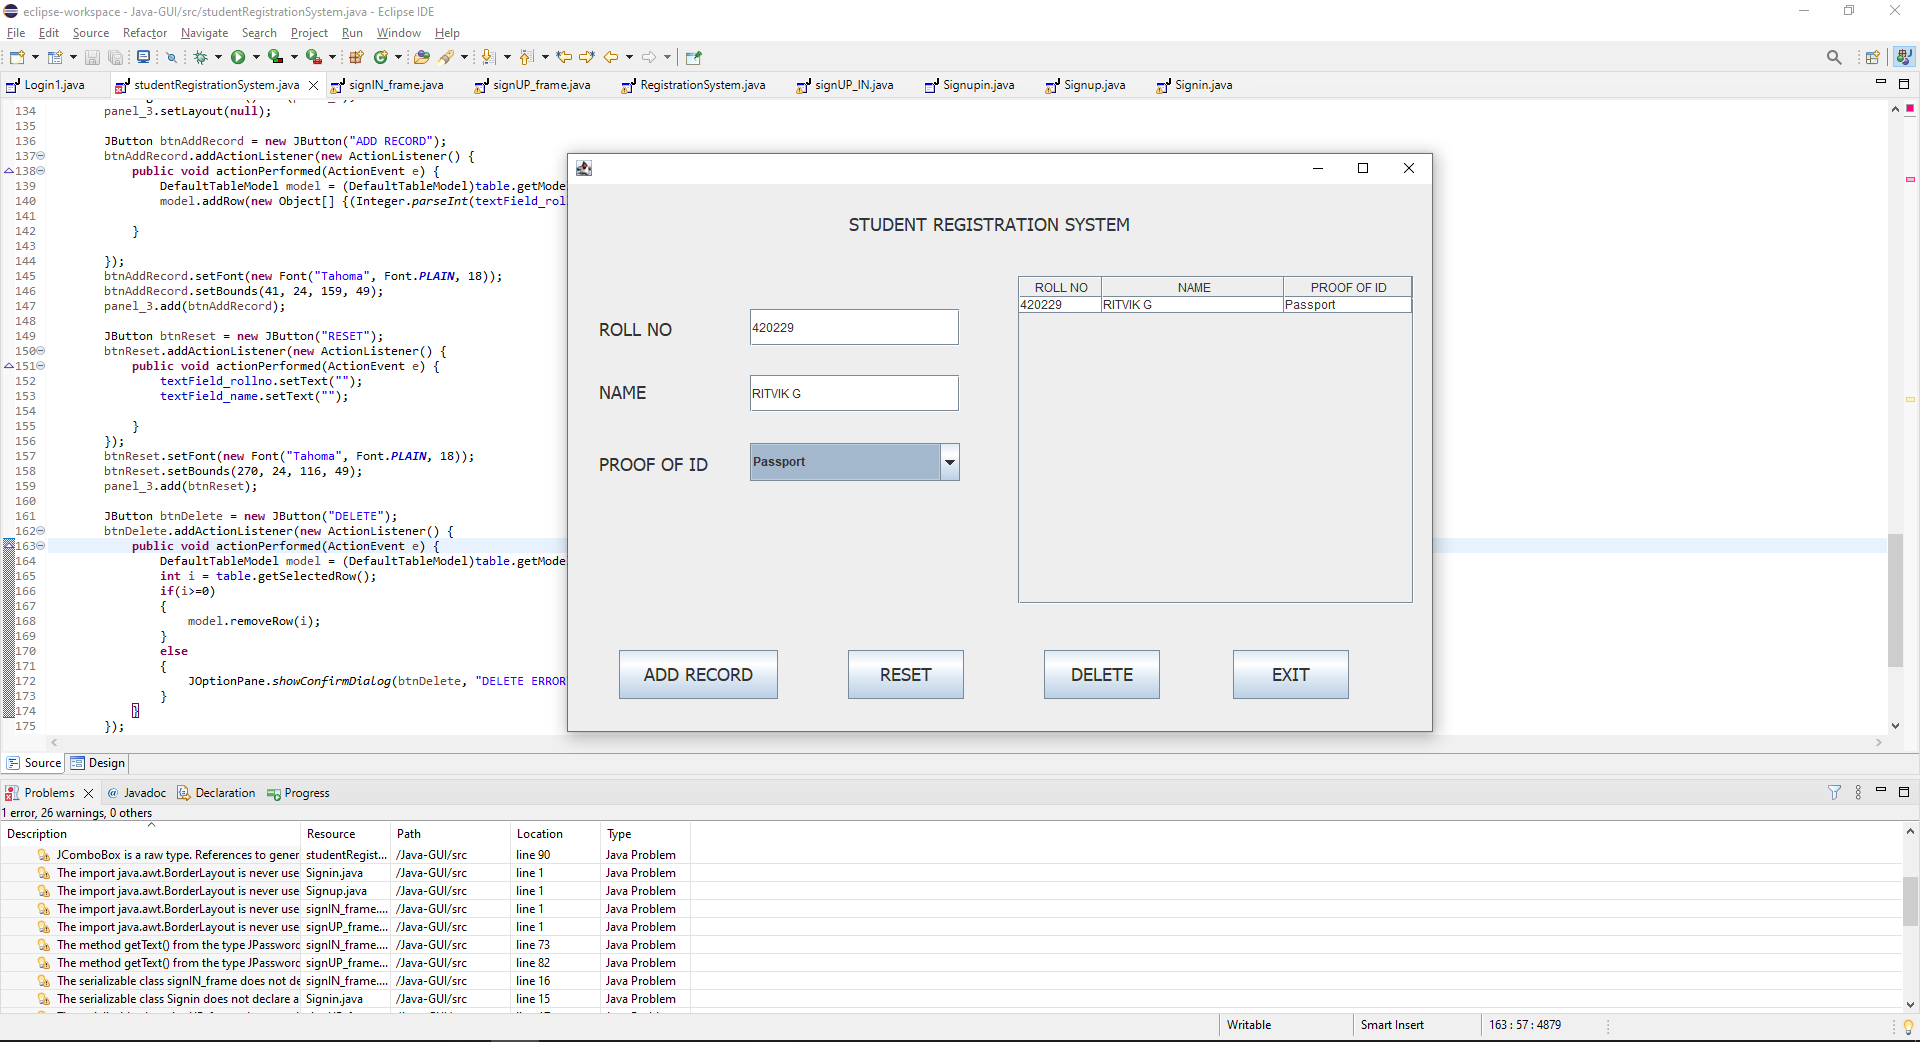 eclipse-workspace - Java-GUI/src/studentRegistrationSystem.java - Eclipse IDE
File Edit Source Refactor Navigate Search Project Run Window Help
Login1.java studentRegistrationSystem.java signIN_frame.java signUP_frame.java RegistrationSystem.java signUP_IN.java Signupin.java Signup.java Signin.java
134 panel_3.setLayout(null);
135
136 JButton btnAddRecord = new JButton("ADD RECORD");
137 btnAddRecord.addActionListener(new ActionListener() {
138 public void actionPerformed(ActionEvent e) {
139 DefaultTableModel model = (DefaultTableModel)table.getMode
140 model.addRow(new Object[] {(Integer.parseInt(textField_rol
141
142 }
143
144 });
145 btnAddRecord.setFont(new Font("Tahoma", Font.PLAIN, 18));
146 btnAddRecord.setBounds(41, 24, 159, 49);
147 panel_3.add(btnAddRecord);
148
149 JButton btnReset = new JButton("RESET");
150 btnReset.addActionListener(new ActionListener() {
151 public void actionPerformed(ActionEvent e) {
152 textField_rollno.setText("");
153 textField_name.setText("");
154
155 }
156 });
157 btnReset.setFont(new Font("Tahoma", Font.PLAIN, 18));
158 btnReset.setBounds(270, 24, 116, 49);
159 panel_3.add(btnReset);
160
161 JButton btnDelete = new JButton("DELETE");
162 btnDelete.addActionListener(new ActionListener() {
163 public void actionPerformed(ActionEvent e) {
164 DefaultTableModel model = (DefaultTableModel)table.getMode
165 int i = table.getSelectedRow();
166 if(i>=0)
167 {
168 model.removeRow(i);
169 }
170 else
171 {
172 JOptionPane.showConfirmDialog(btnDelete, "DELETE ERROR
173 }
174 }
175 });
STUDENT REGISTRATION SYSTEM
ROLL NO NAME PROOF OF ID
420229 RITVIK G Passport
ROLL NO 420229
NAME RITVIK G
PROOF OF ID Passport
ADD RECORD RESET DELETE EXIT
Source Design
Problems @ Javadoc Declaration Progress
1 error, 26 warnings, 0 others
Description Resource Path Location Type
JComboBox is a raw type. References to gener studentRegist... /Java-GUI/src line 90 Java Problem
The import java.awt.BorderLayout is never use Signin.java /Java-GUI/src line 1 Java Problem
The import java.awt.BorderLayout is never use Signup.java /Java-GUI/src line 1 Java Problem
The import java.awt.BorderLayout is never use signIN_frame.... /Java-GUI/src line 1 Java Problem
The import java.awt.BorderLayout is never use signUP_frame... /Java-GUI/src line 1 Java Problem
The method getText() from the type JPassword signIN_frame.... /Java-GUI/src line 73 Java Problem
The method getText() from the type JPassword signUP_frame... /Java-GUI/src line 82 Java Problem
The serializable class signIN_frame does not de signIN_frame.... /Java-GUI/src line 16 Java Problem
The serializable class Signin does not declare a Signin.java /Java-GUI/src line 15 Java Problem
Writable Smart Insert 163 : 57 : 4879